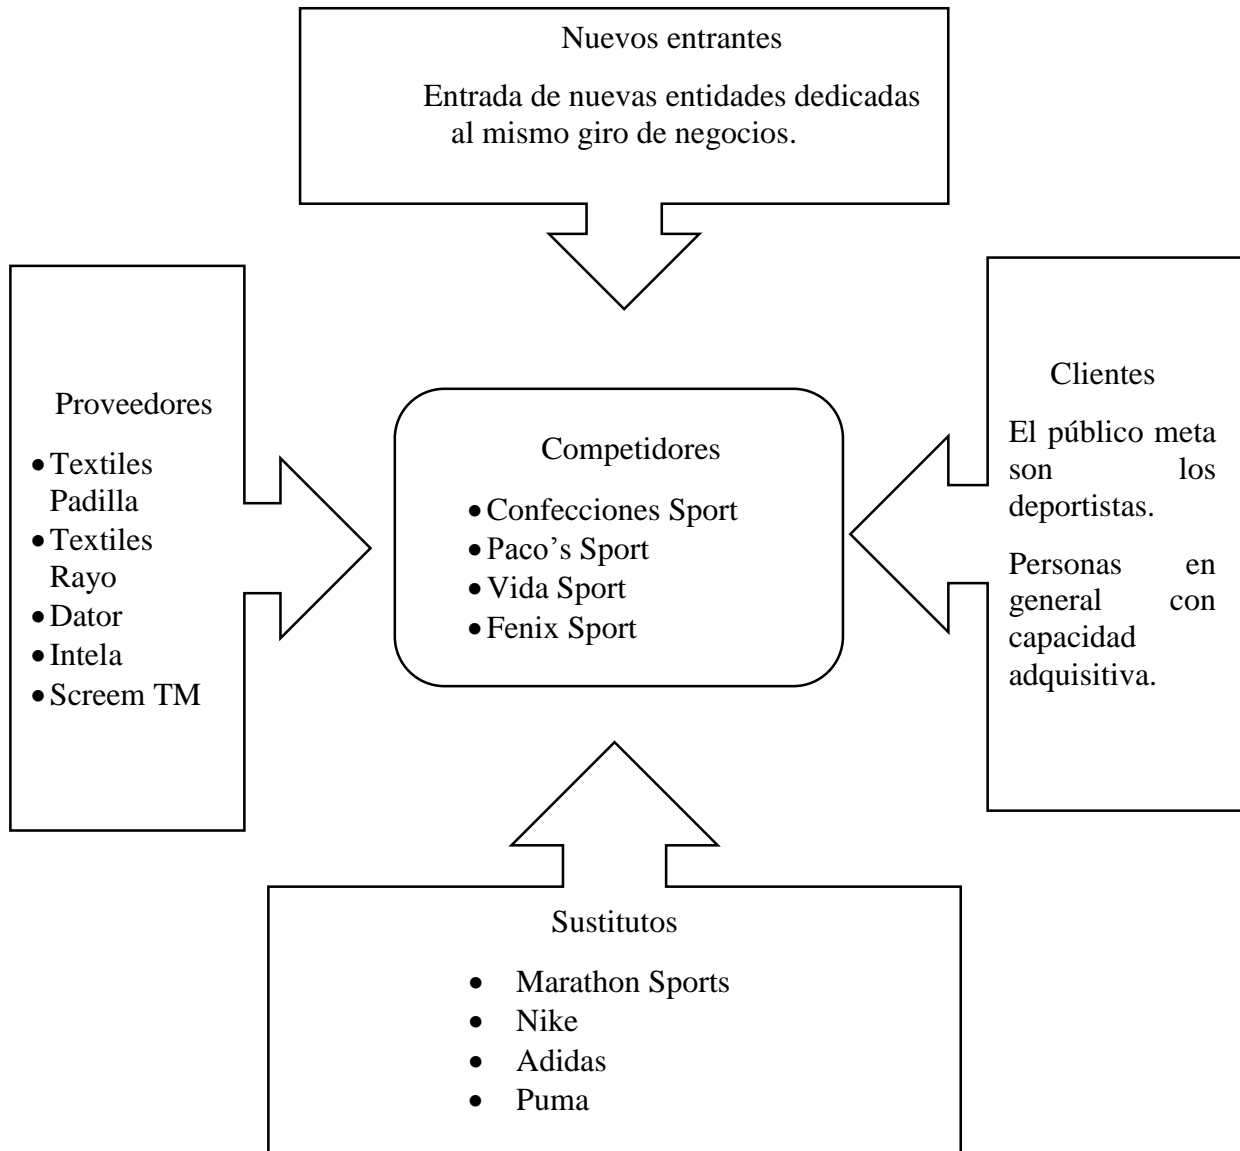 Nuevos entrantes
Entrada de nuevas entidades dedicadas
al mismo giro de negocios.
Proveedores
• Textiles
Padilla
• Textiles
Rayo
• Dator
• Intela
• Screem TM
Competidores
• Confecciones Sport
• Paco’s Sport
• Vida Sport
• Fenix Sport
Clientes
El público meta
son los
deportistas.
Personas en
general con
capacidad
adquisitiva.
Sustitutos
• Marathon Sports
• Nike
• Adidas
• Puma